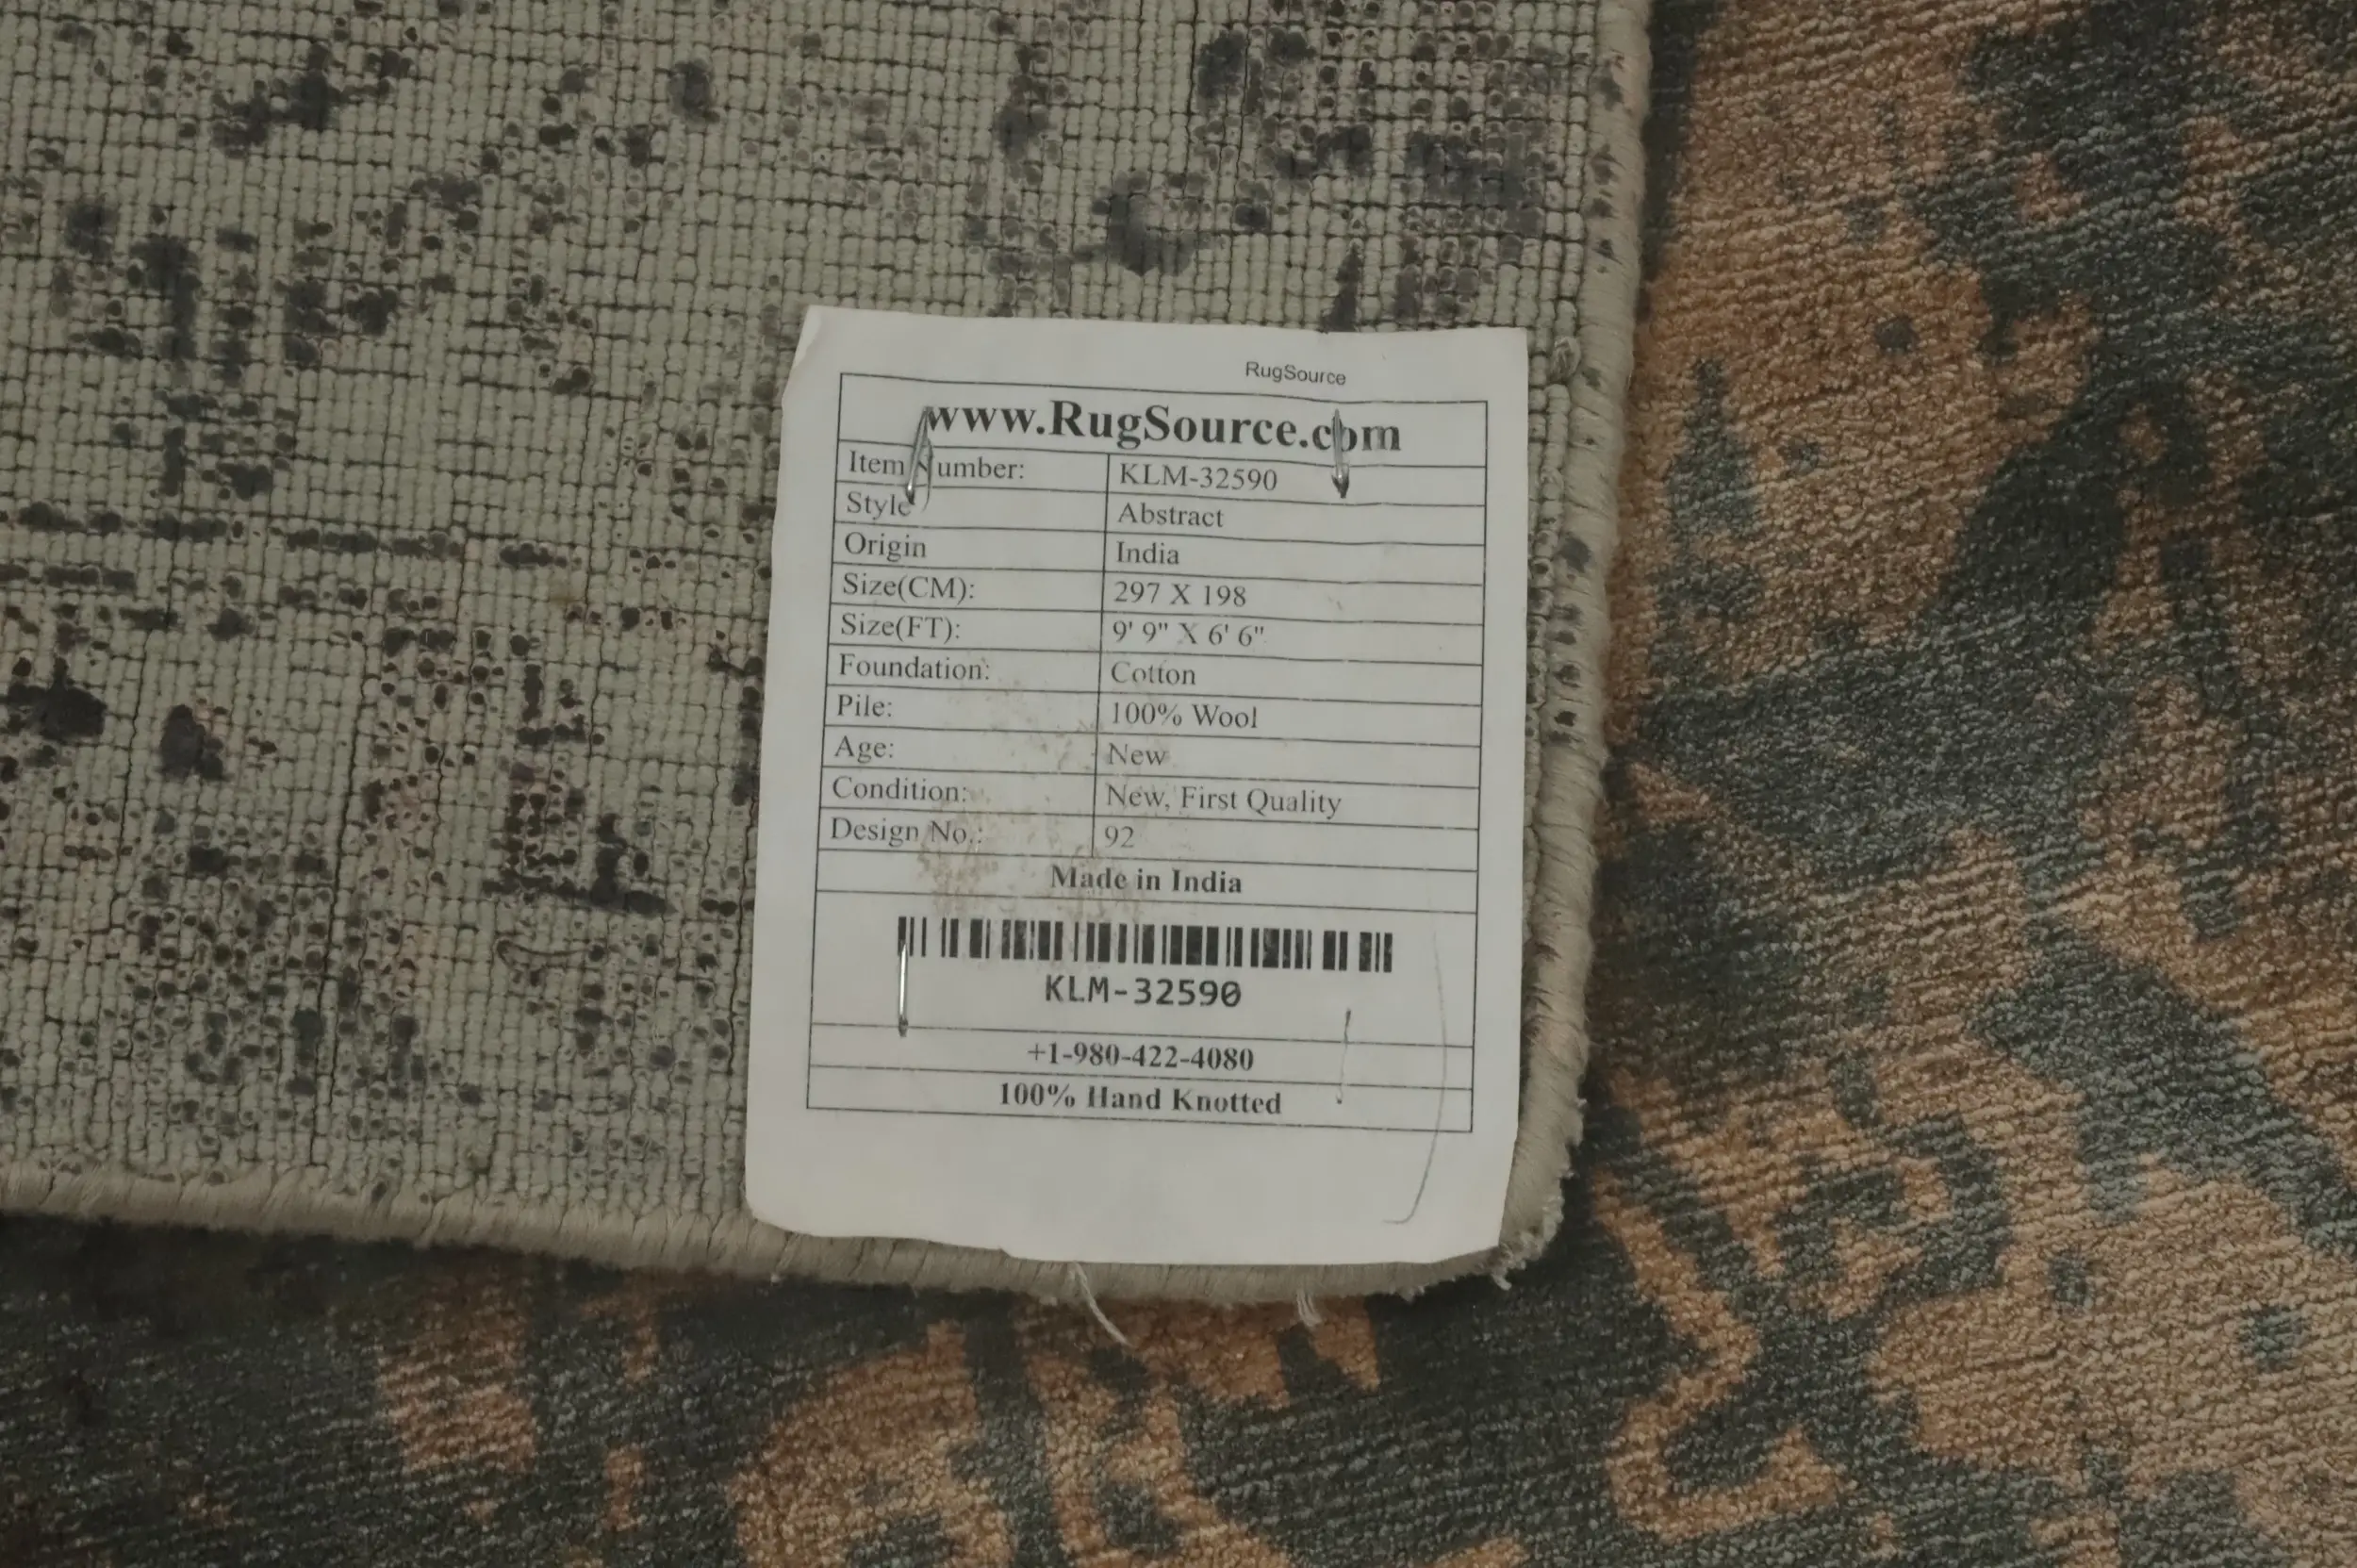 RugSource
www.RugSource.com
Item Number: KLM-32590
Style Abstract
Origin India
Size(CM): 297 X 198
Size(FT): 9' 9" X 6' 6"
Foundation: Cotton
Pile: 100% Wool
Age: New
Condition: New, First Quality
Design No.: 92
Made in India
KLM-32590
+1-980-422-4080
100% Hand Knotted